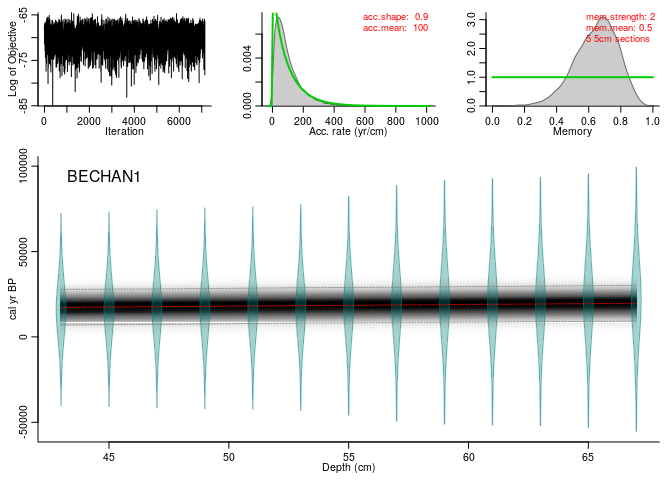 -65
-75
-85
Log of Objective
0
2000
4000
6000
Iteration
acc.shape: 0.9
acc.mean: 100
0.004
0.000
0
200
400
600
800
1000
Acc. rate (yr/cm)
mem.strength: 2
mem.mean: 0.5
5 5cm sections
3.0
2.0
1.0
0.0
0.0
0.2
0.4
0.6
0.8
1.0
Memory
BECHAN1
100000
50000
0
-50000
cal yr BP
45
50
55
60
65
Depth (cm)